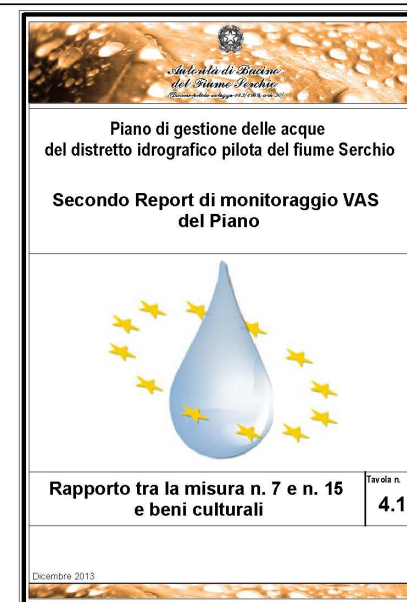 Autorità di Bacino
del Fiume Serchio
Piano di gestione delle acque
del distretto idrografico pilota del fiume Serchio
Secondo Report di monitoraggio VAS
del Piano
Rapporto tra la misura n. 7 e n. 15
e beni culturali
Tavola n.
4.1
Dicembre 2013